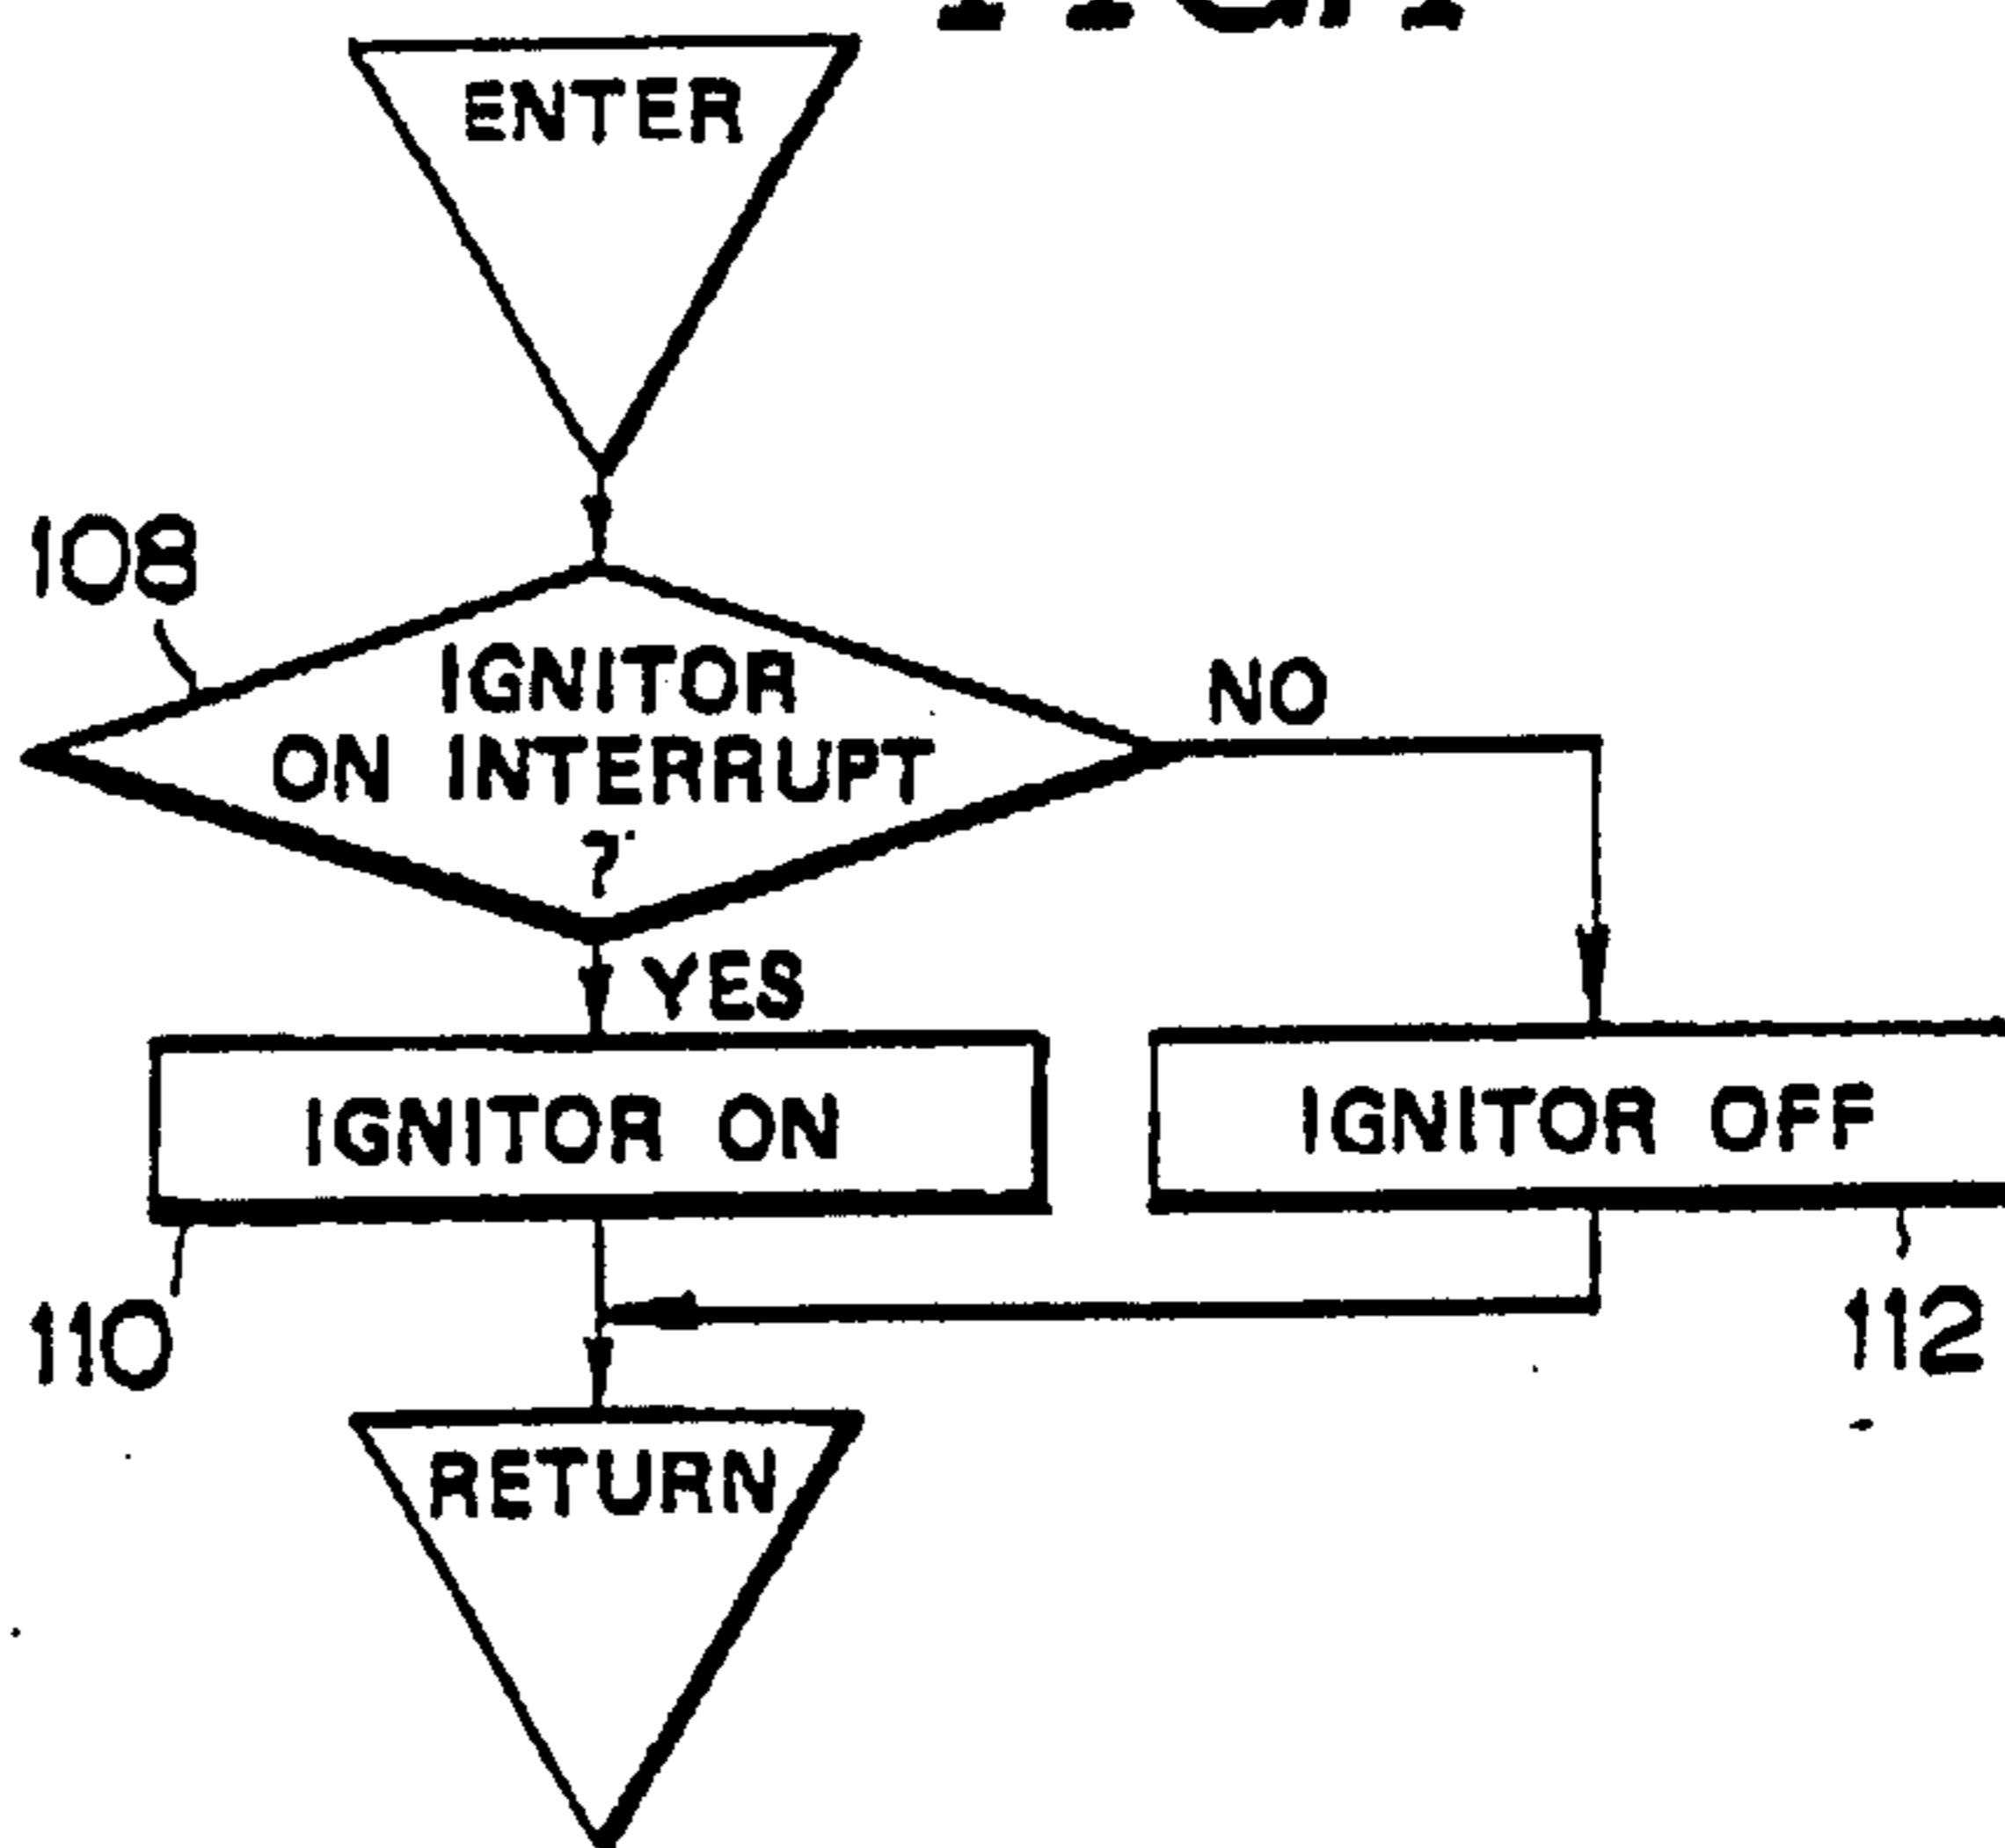 ENTER
108
IGNITOR
ON INTERRUPT
?
NO
YES
IGNITOR ON
IGNITOR OFF
110
112
RETURN